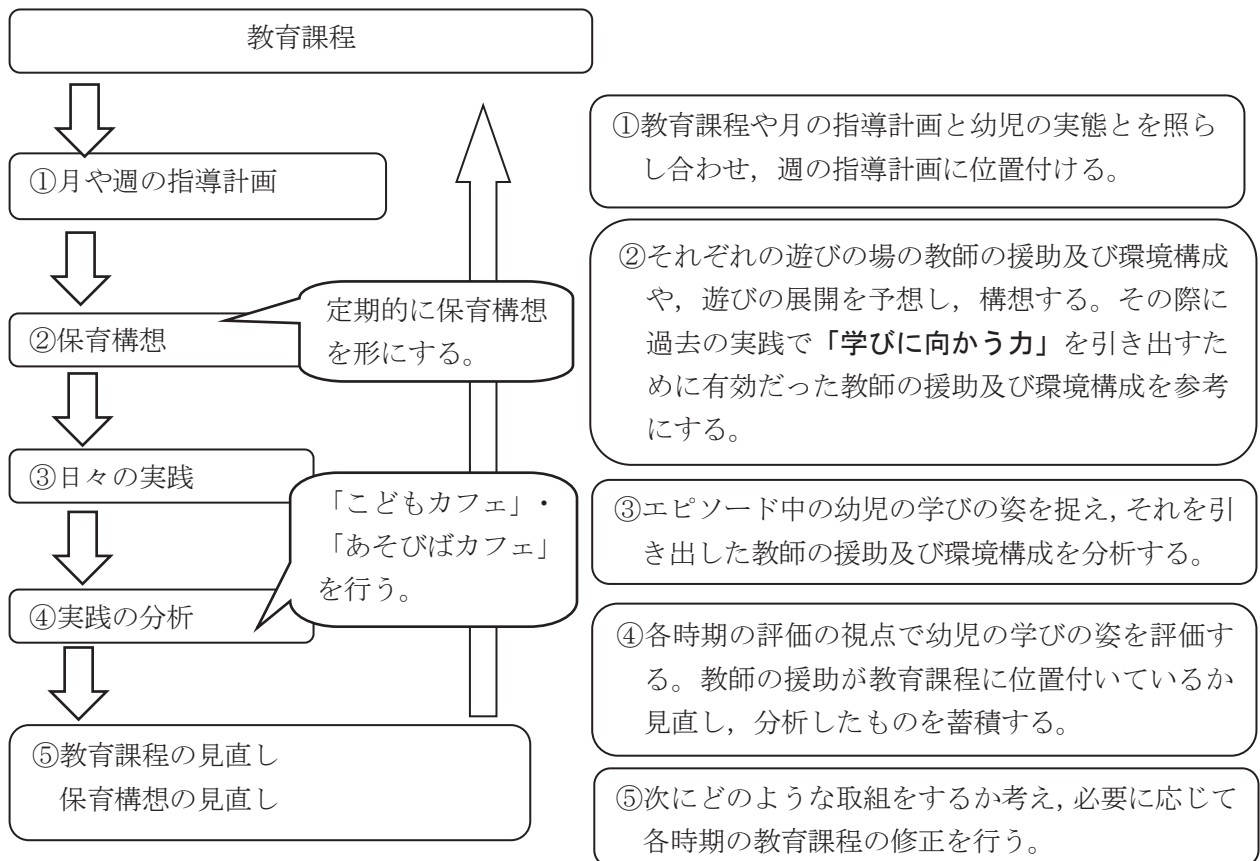 教育課程
①月や週の指導計画
②保育構想
定期的に保育構想
を形にする。
③日々の実践
「こどもカフェ」・
「あそびばカフェ」
を行う。
④実践の分析
⑤教育課程の見直し
保育構想の見直し
①教育課程や月の指導計画と幼児の実態とを照ら
し合わせ，週の指導計画に位置付ける。
②それぞれの遊びの場の教師の援助及び環境構成
や，遊びの展開を予想し，構想する。その際に
過去の実践で「学びに向かう力」を引き出すた
めに有効だった教師の援助及び環境構成を参考
にする。
③エピソード中の幼児の学びの姿を捉え，それを引
き出した教師の援助及び環境構成を分析する。
④各時期の評価の視点で幼児の学びの姿を評価す
る。教師の援助が教育課程に位置付いているか
見直し，分析したものを蓄積する。
⑤次にどのような取組をするか考え，必要に応じて
各時期の教育課程の修正を行う。